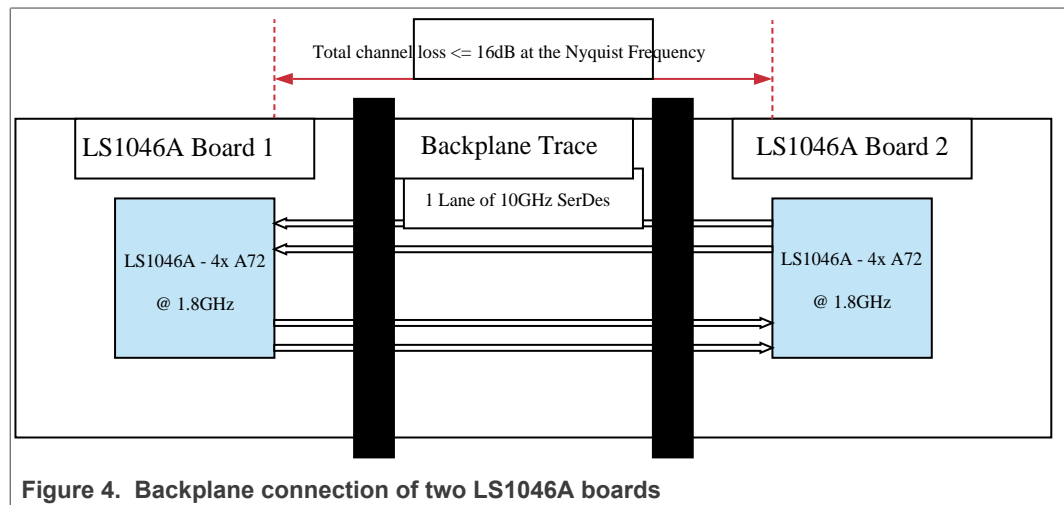 Total channel loss <= 16dB at the Nyquist Frequency
LS1046A Board 1
Backplane Trace
LS1046A Board 2
1 Lane of 10GHz SerDes
LS1046A - 4x A72
@ 1.8GHz
LS1046A - 4x A72
@ 1.8GHz
Figure 4. Backplane connection of two LS1046A boards